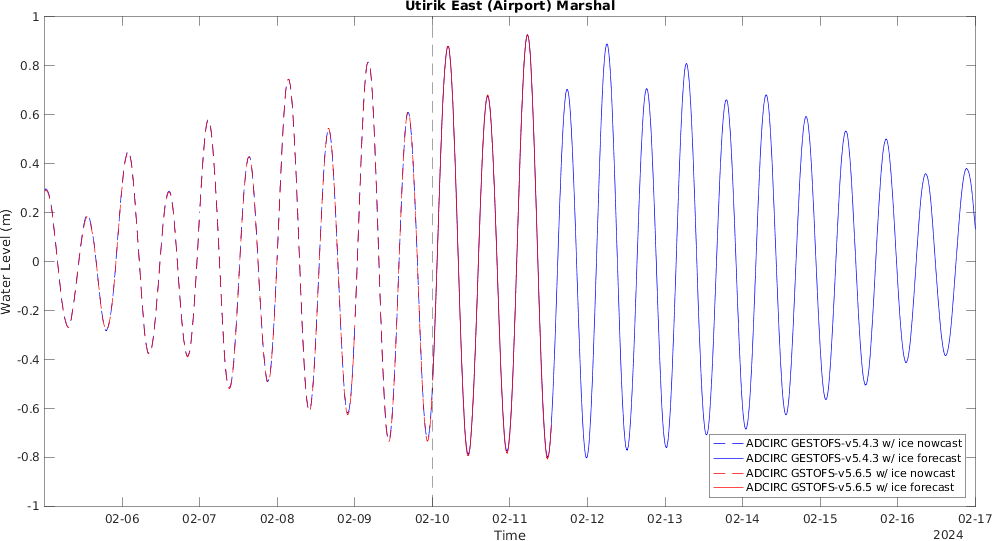 Utirik East (Airport) Marshal
Water Level (m)
1
0.8
0.6
0.4
0.2
0
-0.2
-0.4
-0.6
-0.8
-1
ADCIRC GESTOFS-v5.4.3 w/ ice nowcast
ADCIRC GESTOFS-v5.4.3 w/ ice forecast
ADCIRC GSTOFS-v5.6.5 w/ ice nowcast
ADCIRC GSTOFS-v5.6.5 w/ ice forecast
02-06 02-07 02-08 02-09 02-10 02-11 02-12 02-13 02-14 02-15 02-16 02-17
Time
2024